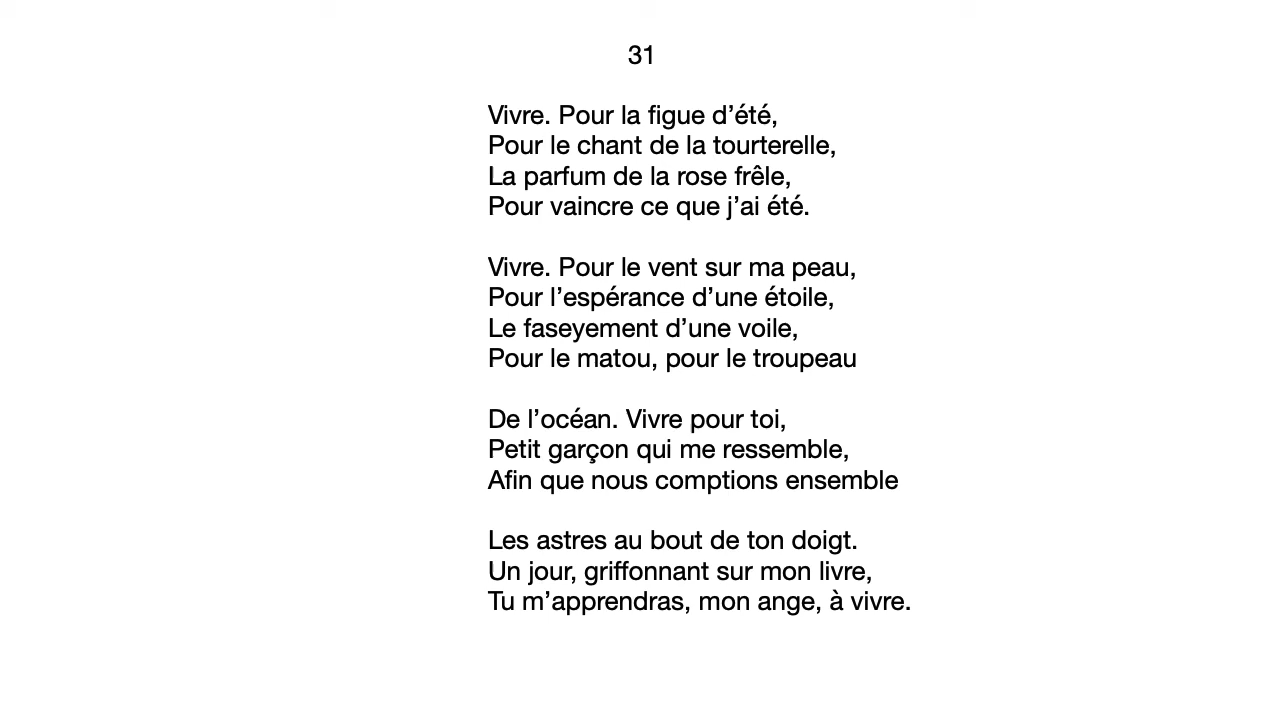 31
Vivre. Pour la figue d’été,
Pour le chant de la tourterelle,
La parfum de la rose frêle,
Pour vaincre ce que j’ai été.
Vivre. Pour le vent sur ma peau,
Pour l’espérance d’une étoile,
Le faseyement d’une voile,
Pour le matou, pour le troupeau
De l’océan. Vivre pour toi,
Petit garçon qui me ressemble,
Afin que nous comptions ensemble
Les astres au bout de ton doigt.
Un jour, griffonnant sur mon livre,
Tu m’apprendras, mon ange, à vivre.